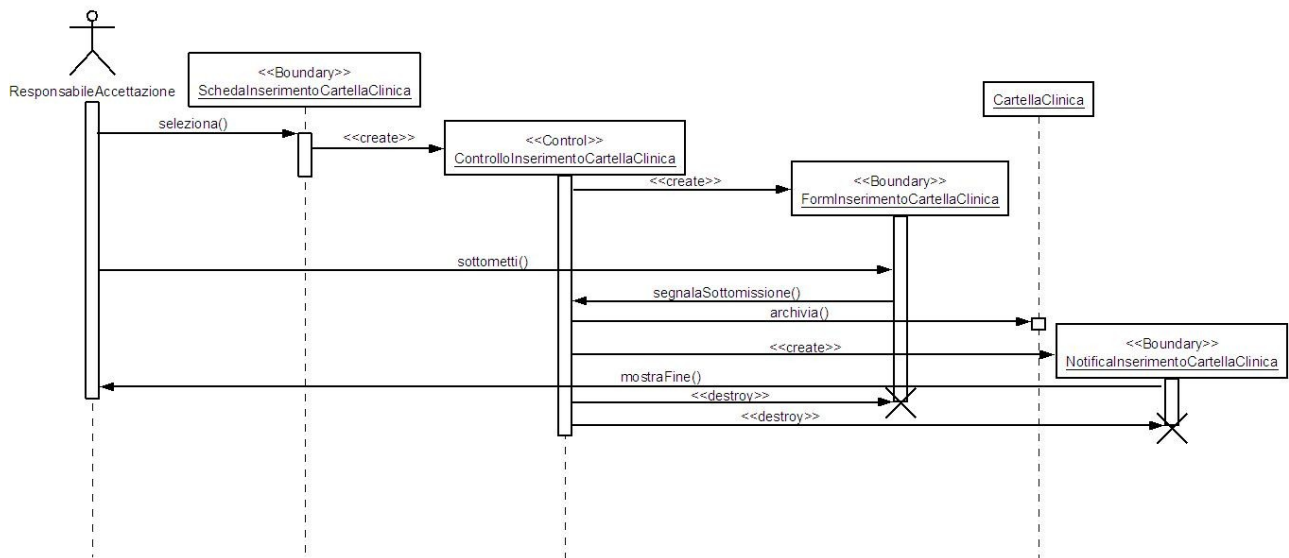 ResponsabileAccettazione
<<Boundary>>
SchedaInserimentoCartellaClinica
CartellaClinica
seleziona()
<<create>>
<<Control>>
ControlloInserimentoCartellaClinica
<<create>>
<<Boundary>>
FormInserimentoCartellaClinica
sottometti()
segnalaSottomissione()
archivia()
<<create>>
<<Boundary>>
NotificaInserimentoCartellaClinica
mostraFine()
<<destroy>>
<<destroy>>